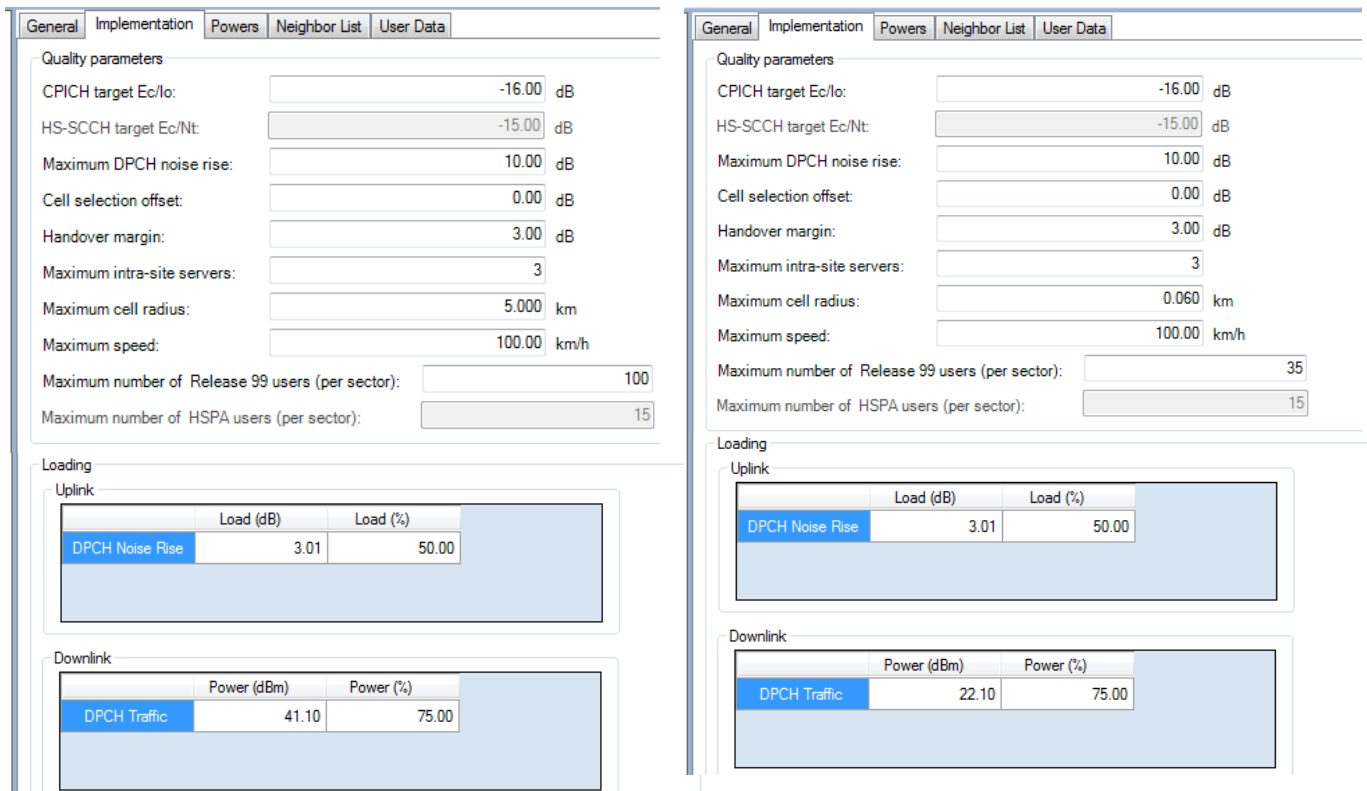 General Implementation Powers Neighbor List User Data
Quality parameters
CPICH target Ec/Io: -16.00 dB
HS-SCCH target Ec/Nt: -15.00 dB
Maximum DPCH noise rise: 10.00 dB
Cell selection offset: 0.00 dB
Handover margin: 3.00 dB
Maximum intra-site servers: 3
Maximum cell radius: 5.000 km
Maximum speed: 100.00 km/h
Maximum number of Release 99 users (per sector): 100
Maximum number of HSPA users (per sector): 15
Loading
Uplink
Load (dB) Load (%)
DPCH Noise Rise 3.01 50.00
Downlink
Power (dBm) Power (%)
DPCH Traffic 41.10 75.00
General Implementation Powers Neighbor List User Data
Quality parameters
CPICH target Ec/Io: -16.00 dB
HS-SCCH target Ec/Nt: -15.00 dB
Maximum DPCH noise rise: 10.00 dB
Cell selection offset: 0.00 dB
Handover margin: 3.00 dB
Maximum intra-site servers: 3
Maximum cell radius: 0.060 km
Maximum speed: 100.00 km/h
Maximum number of Release 99 users (per sector): 35
Maximum number of HSPA users (per sector): 15
Loading
Uplink
Load (dB) Load (%)
DPCH Noise Rise 3.01 50.00
Downlink
Power (dBm) Power (%)
DPCH Traffic 22.10 75.00